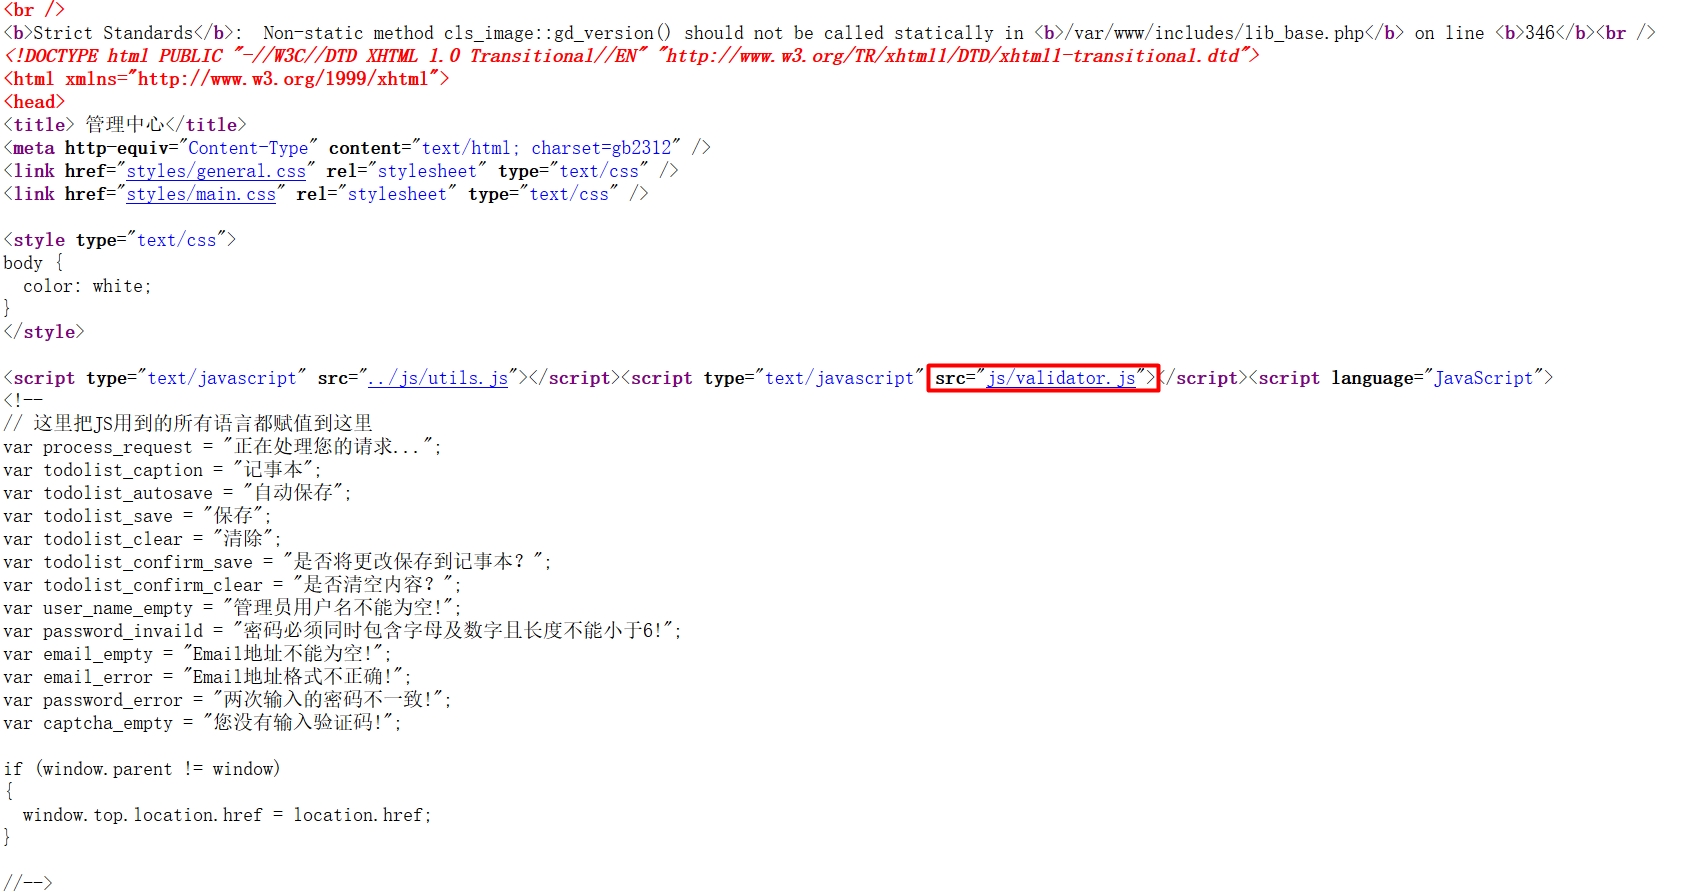 <br />
<b>Strict Standards</b>:  Non-static method cls_image::gd_version() should not be called statically in <b>/var/www/includes/lib_base.php</b> on line <b>346</b><br />
<!DOCTYPE html PUBLIC "-//W3C//DTD XHTML 1.0 Transitional//EN" "http://www.w3.org/TR/xhtml1/DTD/xhtml1-transitional.dtd">
<html xmlns="http://www.w3.org/1999/xhtml">
<head>
<title> 管理中心</title>
<meta http-equiv="Content-Type" content="text/html; charset=gb2312" />
<link href="styles/general.css" rel="stylesheet" type="text/css" />
<link href="styles/main.css" rel="stylesheet" type="text/css" />
<style type="text/css">
body {
  color: white;
}
</style>
<script type="text/javascript" src="../js/utils.js"></script><script type="text/javascript" src="js/validator.js"></script><script language="JavaScript">
<!--
// 这里把JS用到的所有语言都赋值到这里
var process_request = "正在处理您的请求...";
var todolist_caption = "记事本";
var todolist_autosave = "自动保存";
var todolist_save = "保存";
var todolist_clear = "清除";
var todolist_confirm_save = "是否将更改保存到记事本？";
var todolist_confirm_clear = "是否清空内容？";
var user_name_empty = "管理员用户名不能为空!";
var password_invaild = "密码必须同时包含字母及数字且长度不能小于6!";
var email_empty = "Email地址不能为空!";
var email_error = "Email地址格式不正确!";
var password_error = "两次输入的密码不一致!";
var captcha_empty = "您没有输入验证码!";
if (window.parent != window)
{
  window.top.location.href = location.href;
}
//-->